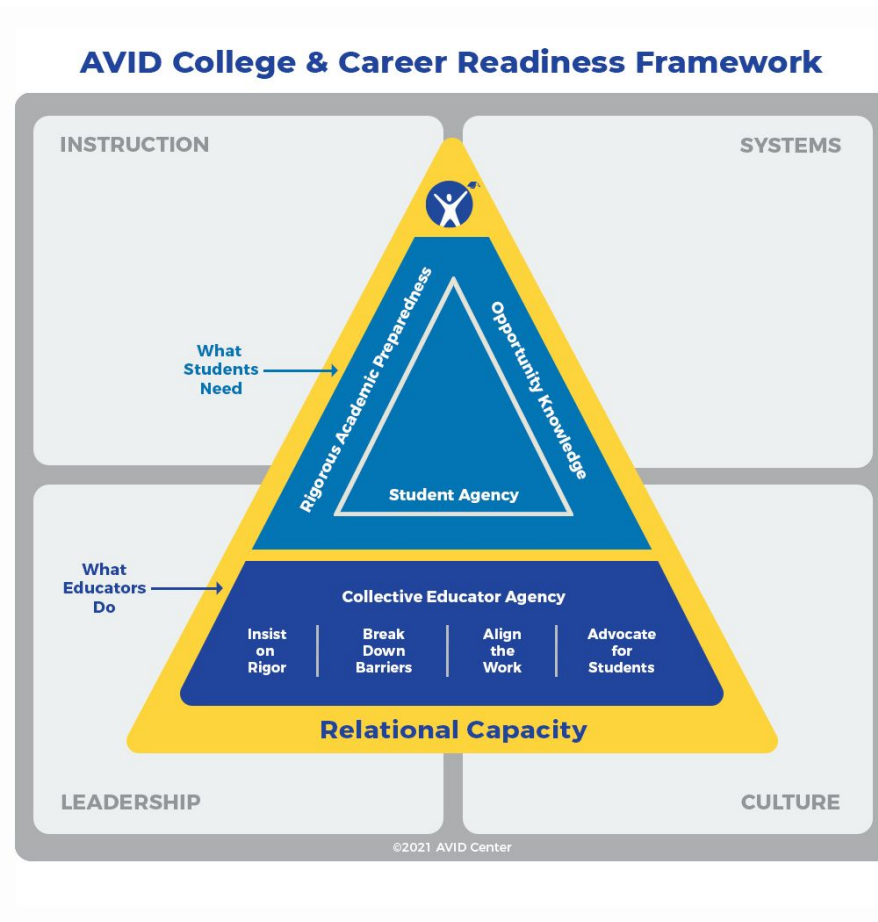 AVID College & Career Readiness Framework
INSTRUCTION
SYSTEMS
What
Students
Need
Rigorous Academic Preparedness
Opportunity Knowledge
Student Agency
What
Educators
Do
Collective Educator Agency
Insist
on
Rigor
Break
Down
Barriers
Align
the
Work
Advocate
for
Students
Relational Capacity
LEADERSHIP
CULTURE
©2021 AVID Center